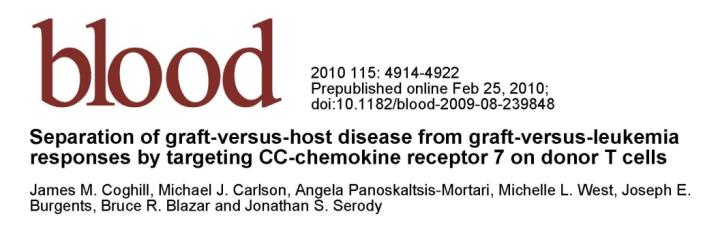 blood
2010 115: 4914-4922
Prepublished online Feb 25, 2010;
doi:10.1182/blood-2009-08-239848
Separation of graft-versus-host disease from graft-versus-leukemia
responses by targeting CC-chemokine receptor 7 on donor T cells
James M. Coghill, Michael J. Carlson, Angela Panoskaltsis-Mortari, Michelle L. West, Joseph E.
Burgents, Bruce R. Blazar and Jonathan S. Serody